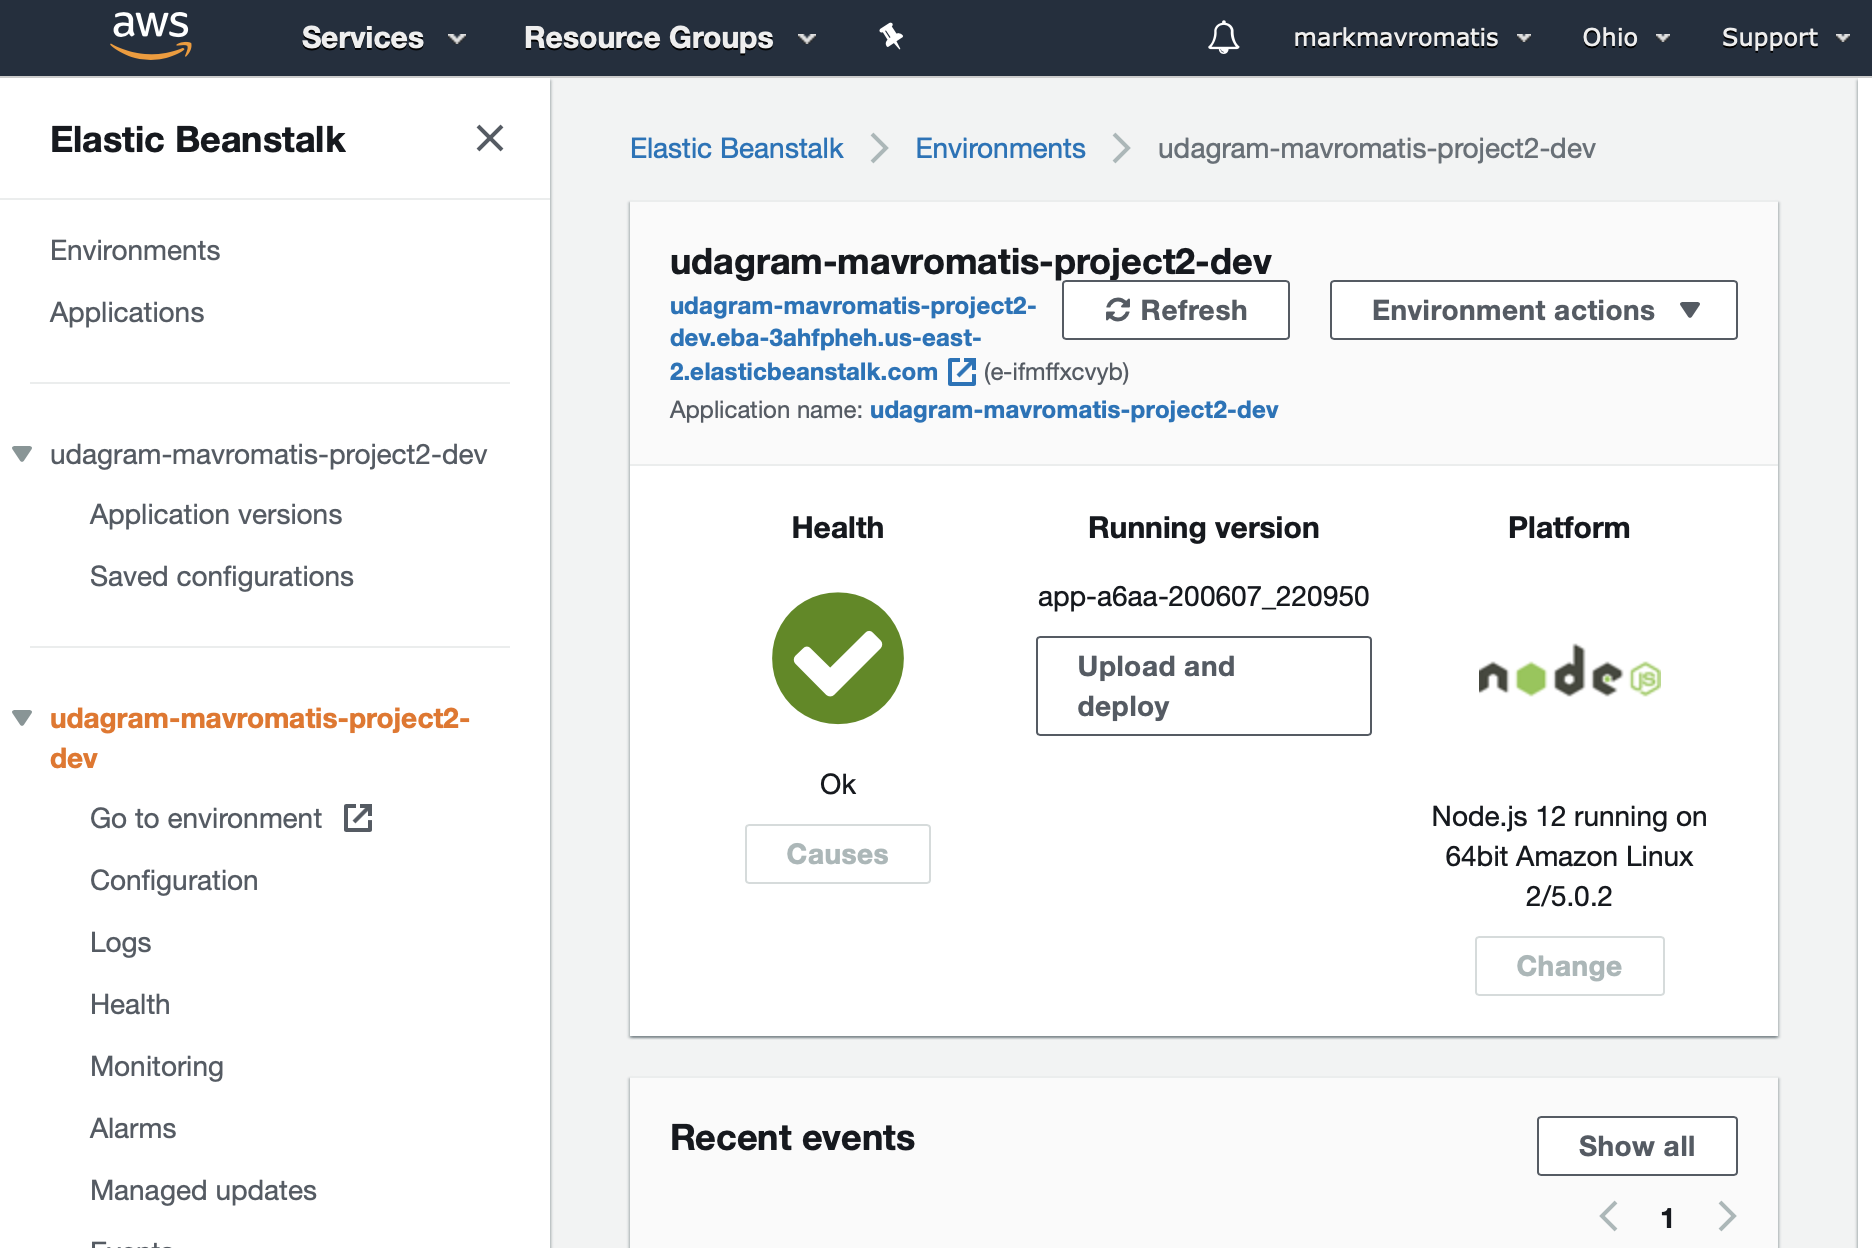 aws
Services
Resource Groups
markmavromatis
Ohio
Support
Elastic Beanstalk
Environments
Applications
udagram-mavromatis-project2-dev
Application versions
Saved configurations
udagram-mavromatis-project2-
dev
Go to environment
Configuration
Logs
Health
Monitoring
Alarms
Managed updates
Events
Elastic Beanstalk
Environments
udagram-mavromatis-project2-dev
udagram-mavromatis-project2-dev
udagram-mavromatis-project2-
dev.eba-3ahfpheh.us-east-
2.elasticbeanstalk.com (e-ifmffxcvyb)
Application name: udagram-mavromatis-project2-dev
Refresh
Environment actions
Health
Ok
Causes
Running version
app-a6aa-200607_220950
Upload and
deploy
Platform
node JS
Node.js 12 running on
64bit Amazon Linux
2/5.0.2
Change
Recent events
Show all
1